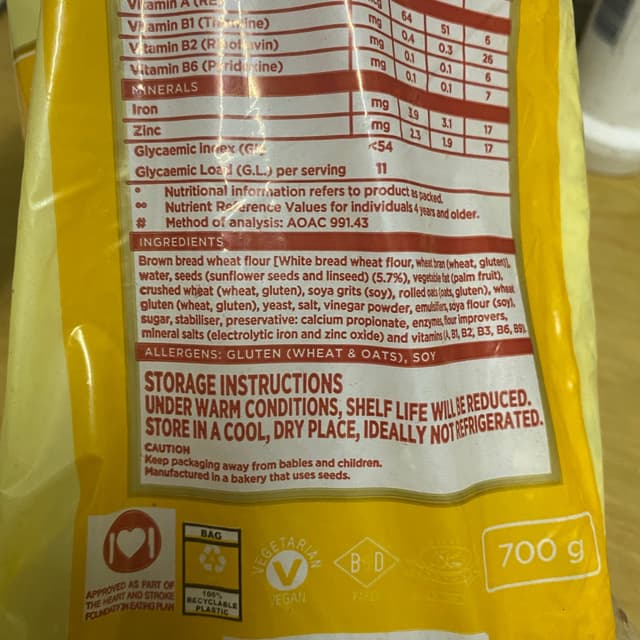 Vitamin A (RE)
mcg 64 51 6
Vitamin B1 (Thiamine) mg 0.4 0.3 26
Vitamin B2 (Riboflavin) mg 0.1 0.1 6
Vitamin B6 (Pyridoxine) mg 0.1 0.1 7
MINERALS
Iron mg 3.9 3.1 17
Zinc mg 2.3 1.9 17
Glycaemic Index (GI) <54
Glycaemic Load (G.L.) per serving 11
° Nutritional information refers to product as packed.
∞ Nutrient Reference Values for individuals 4 years and older.
# Method of analysis: AOAC 991.43
INGREDIENTS
Brown bread wheat flour [White bread wheat flour, wheat bran (wheat, gluten)],
water, seeds (sunflower seeds and linseed) (5.7%), vegetable fat (palm fruit),
crushed wheat (wheat, gluten), soya grits (soy), rolled oats (oats, gluten), wheat
gluten (wheat, gluten), yeast, salt, vinegar powder, emulsifiers, soya flour (soy),
sugar, stabiliser, preservative: calcium propionate, enzymes, flour improvers,
mineral salts (electrolytic iron and zinc oxide) and vitamins (A, B1, B2, B3, B6, B9).
ALLERGENS: GLUTEN (WHEAT & OATS), SOY
STORAGE INSTRUCTIONS
UNDER WARM CONDITIONS, SHELF LIFE WILL BE REDUCED.
STORE IN A COOL, DRY PLACE, IDEALLY NOT REFRIGERATED.
CAUTION
Keep packaging away from babies and children.
Manufactured in a bakery that uses seeds.
APPROVED AS PART OF
THE HEART AND STROKE
FOUNDATION EATING PLAN
BAG
100%
RECYCLABLE
PLASTIC
VEGETARIAN
V
VEGAN
B D
PAREV
700 g